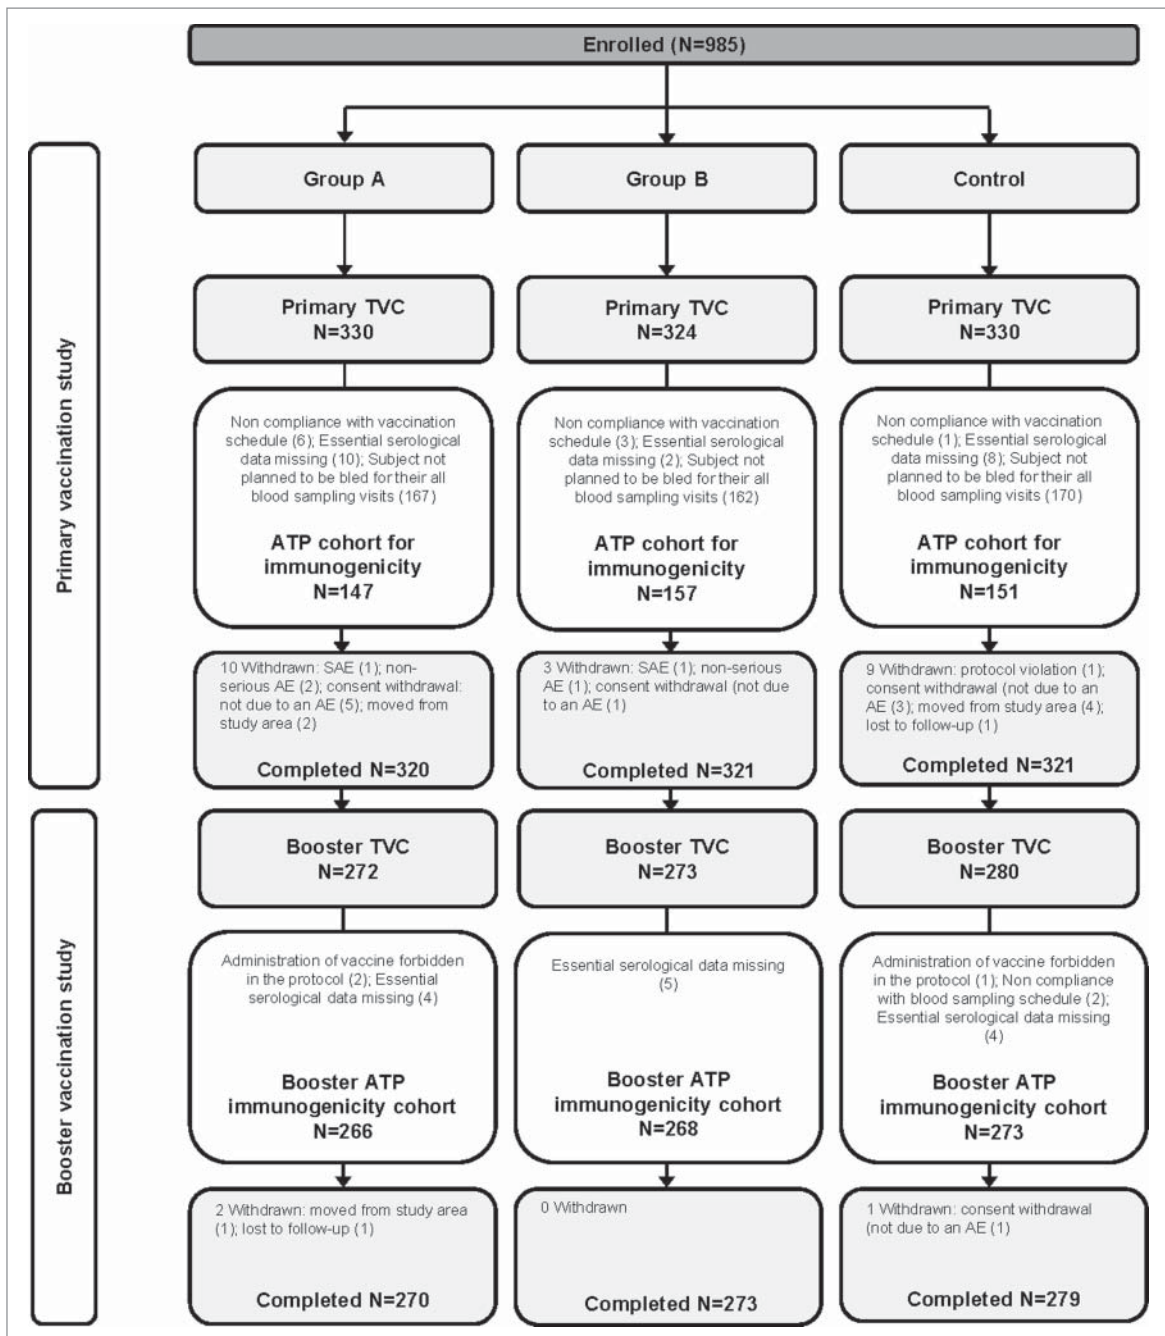 Enrolled (N=985)
Primary vaccination study
Group A
Group B
Control
Primary TVC
N=330
Primary TVC
N=324
Primary TVC
N=330
Non compliance with vaccination
schedule (6); Essential serological
data missing (10); Subject not
planned to be bled for their all
blood sampling visits (167)
ATP cohort for
immunogenicity
N=147
Non compliance with vaccination
schedule (3); Essential serological
data missing (2); Subject not
planned to be bled for their all
blood sampling visits (162)
ATP cohort for
immunogenicity
N=157
Non compliance with vaccination
schedule (1); Essential serological
data missing (8); Subject not
planned to be bled for their all
blood sampling visits (170)
ATP cohort for
immunogenicity
N=151
10 Withdrawn: SAE (1); non-
serious AE (2); consent withdrawal:
not due to an AE (5); moved from
study area (2)
Completed N=320
3 Withdrawn: SAE (1); non-serious
AE (1); consent withdrawal (not due
to an AE (1)
Completed N=321
9 Withdrawn: protocol violation (1);
consent withdrawal (not due to an
AE (3); moved from study area (4);
lost to follow-up (1)
Completed N=321
Booster vaccination study
Booster TVC
N=272
Booster TVC
N=273
Booster TVC
N=280
Administration of vaccine forbidden
in the protocol (2); Essential
serological data missing (4)
Booster ATP
immunogenicity cohort
N=266
Essential serological data missing
(5)
Booster ATP
immunogenicity cohort
N=268
Administration of vaccine forbidden
in the protocol (1); Non compliance
with blood sampling schedule (2);
Essential serological data missing
(4)
Booster ATP
immunogenicity cohort
N=273
2 Withdrawn: moved from study area
(1); lost to follow-up (1)
Completed N=270
0 Withdrawn
Completed N=273
1 Withdrawn: consent withdrawal
(not due to an AE (1)
Completed N=279